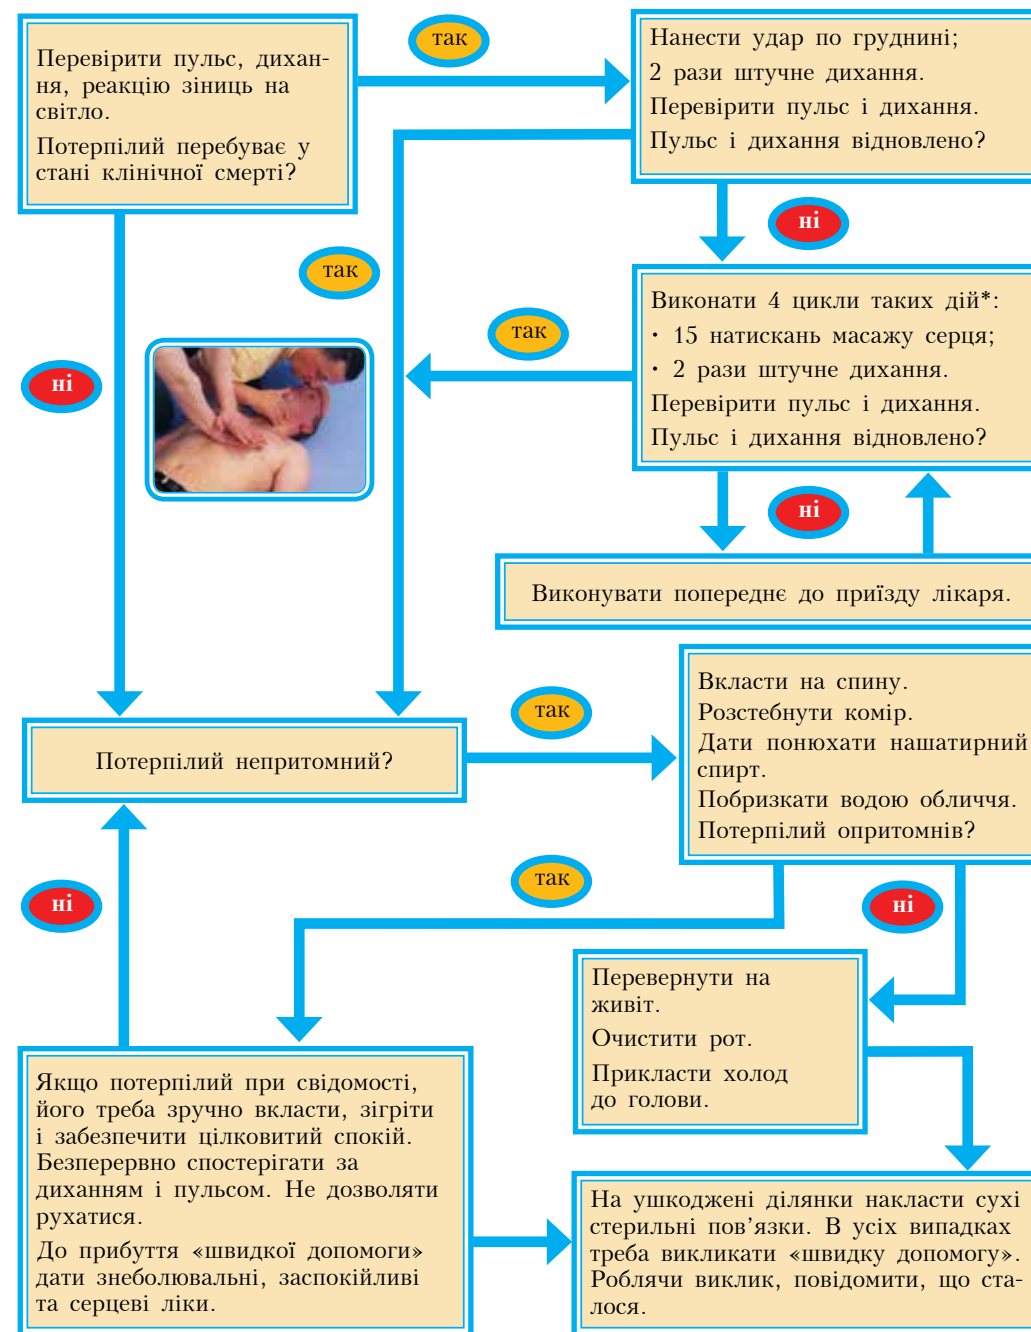 Перевірити пульс, дихан-
ня, реакцію зіниць на
світло.
Потерпілий перебуває у
стані клінічної смерті?
так
Нанести удар по груднині;
2 рази штучне дихання.
Перевірити пульс і дихання.
Пульс і дихання відновлено?
ні
так
Виконати 4 цикли таких дій*:
· 15 натискань масажу серця;
· 2 рази штучне дихання.
Перевірити пульс і дихання.
Пульс і дихання відновлено?
так
ні
ні
Виконувати попереднє до приїзду лікаря.
Потерпілий непритомний?
так
Вкласти на спину.
Розстебнути комір.
Дати понюхати нашатирний
спирт.
Побризкати водою обличчя.
Потерпілий опритомнів?
так
ні
ні
Перевернути на
живіт.
Очистити рот.
Прикласти холод
до голови.
Якщо потерпілий при свідомості,
його треба зручно вкласти, зігріти
і забезпечити цілковитий спокій.
Безперервно спостерігати за
диханням і пульсом. Не дозволяти
рухатися.
До прибуття «швидкої допомоги»
дати знеболювальні, заспокійливі
та серцеві ліки.
На ушкоджені ділянки накласти сухі
стерильні пов’язки. В усіх випадках
треба викликати «швидку допомогу».
Роблячи виклик, повідомити, що ста-
лося.